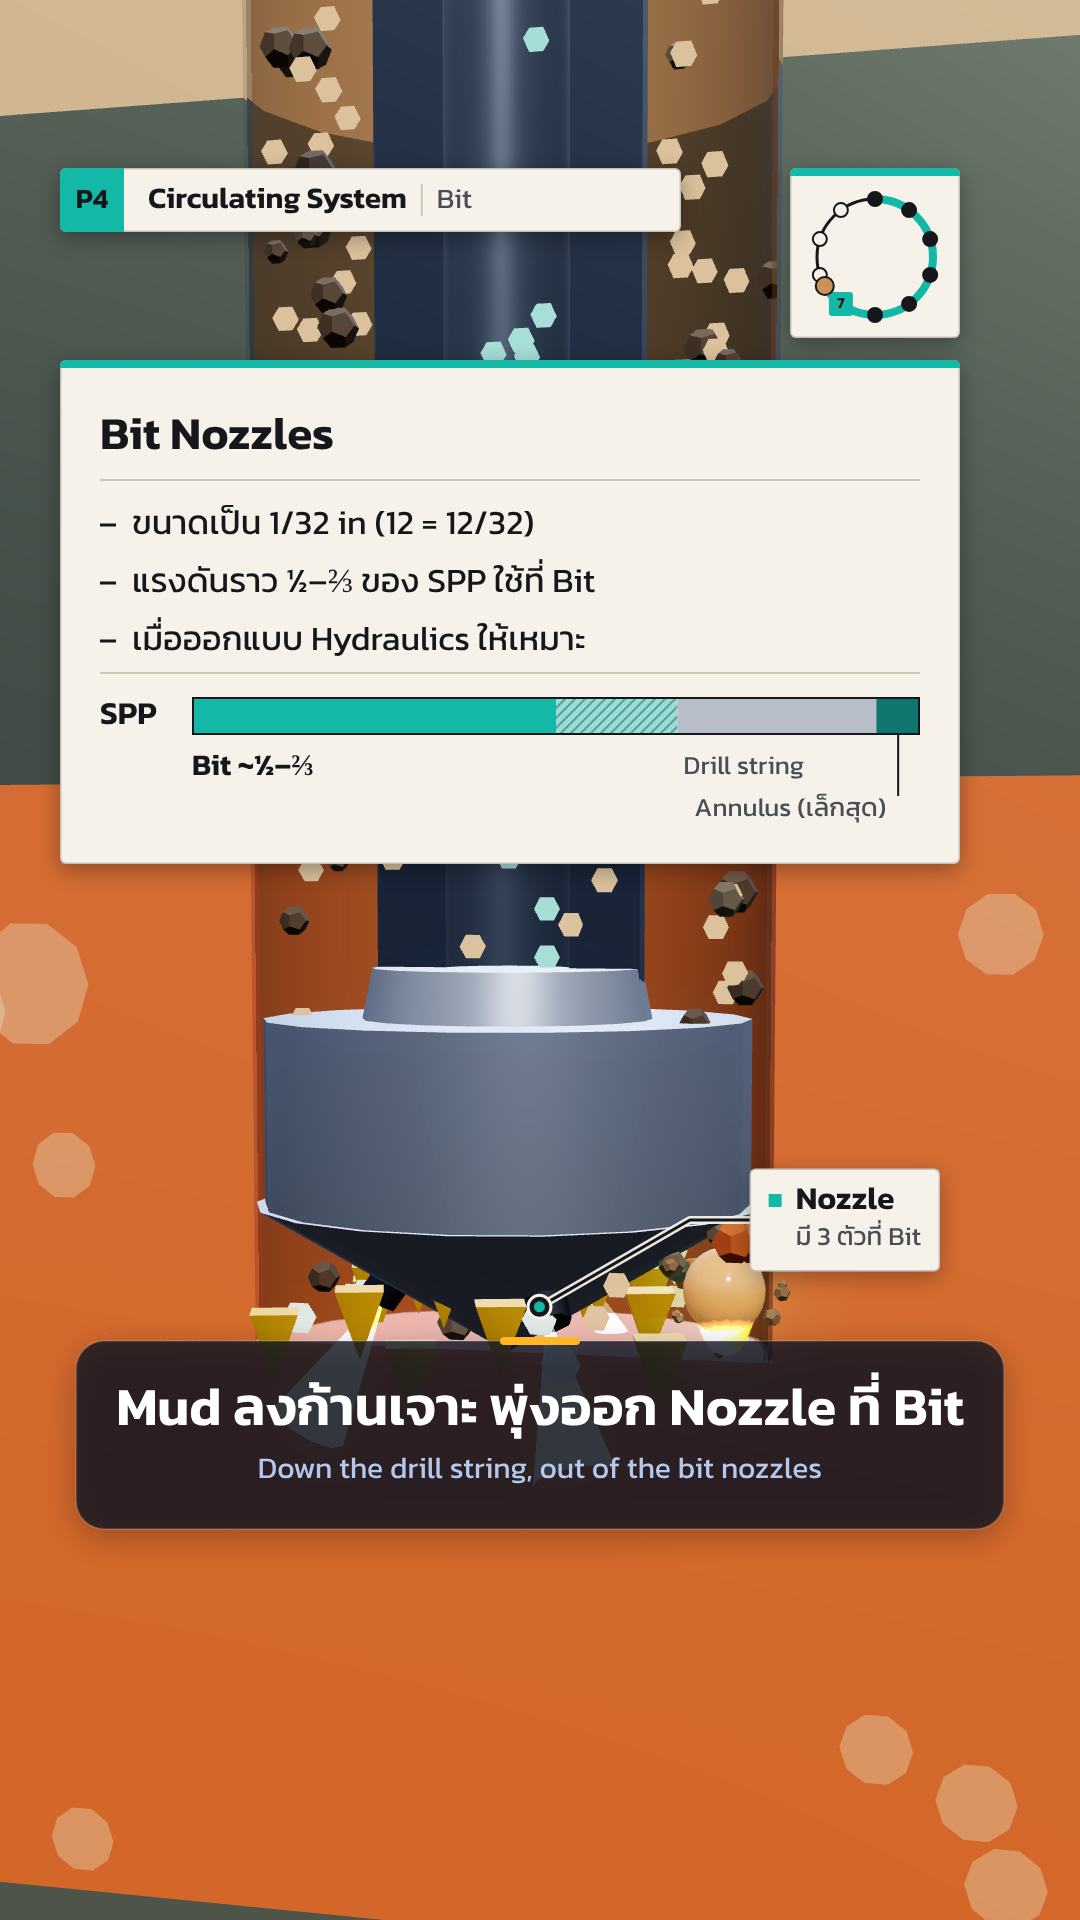 P4 Circulating System | Bit
7
Bit Nozzles
– ขนาดเป็น 1/32 in (12 = 12/32)
– แรงดันราว ½–⅔ ของ SPP ใช้ที่ Bit
– เมื่อออกแบบ Hydraulics ให้เหมาะ
SPP
Bit ~½–⅔
Drill string
Annulus (เล็กสุด)
Nozzle
มี 3 ตัวที่ Bit
Mud ลงก้านเจาะ พุ่งออก Nozzle ที่ Bit
Down the drill string, out of the bit nozzles